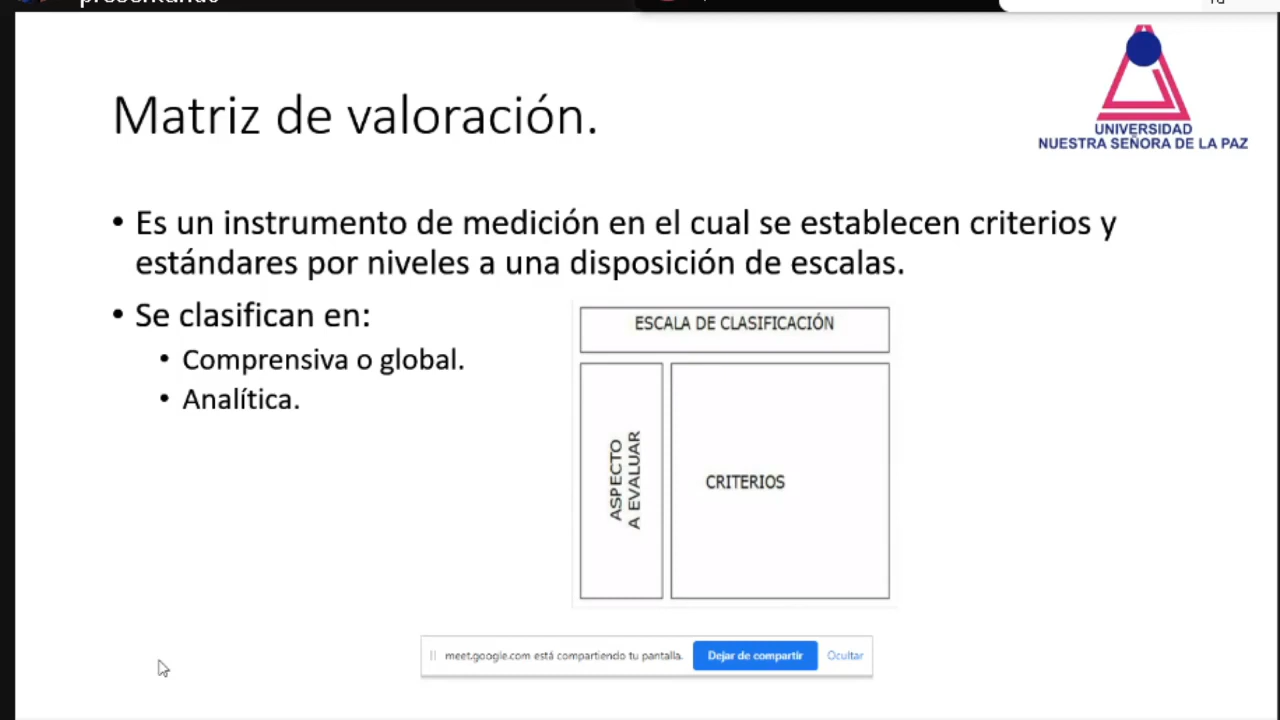 Matriz de valoración.
UNIVERSIDAD
NUESTRA SEÑORA DE LA PAZ
• Es un instrumento de medición en el cual se establecen criterios y
estándares por niveles a una disposición de escalas.
• Se clasifican en:
• Comprensiva o global.
• Analítica.
ESCALA DE CLASIFICACIÓN
ASPECTO
A EVALUAR
CRITERIOS
meet.google.com está compartiendo tu pantalla.
Dejar de compartir
Ocultar